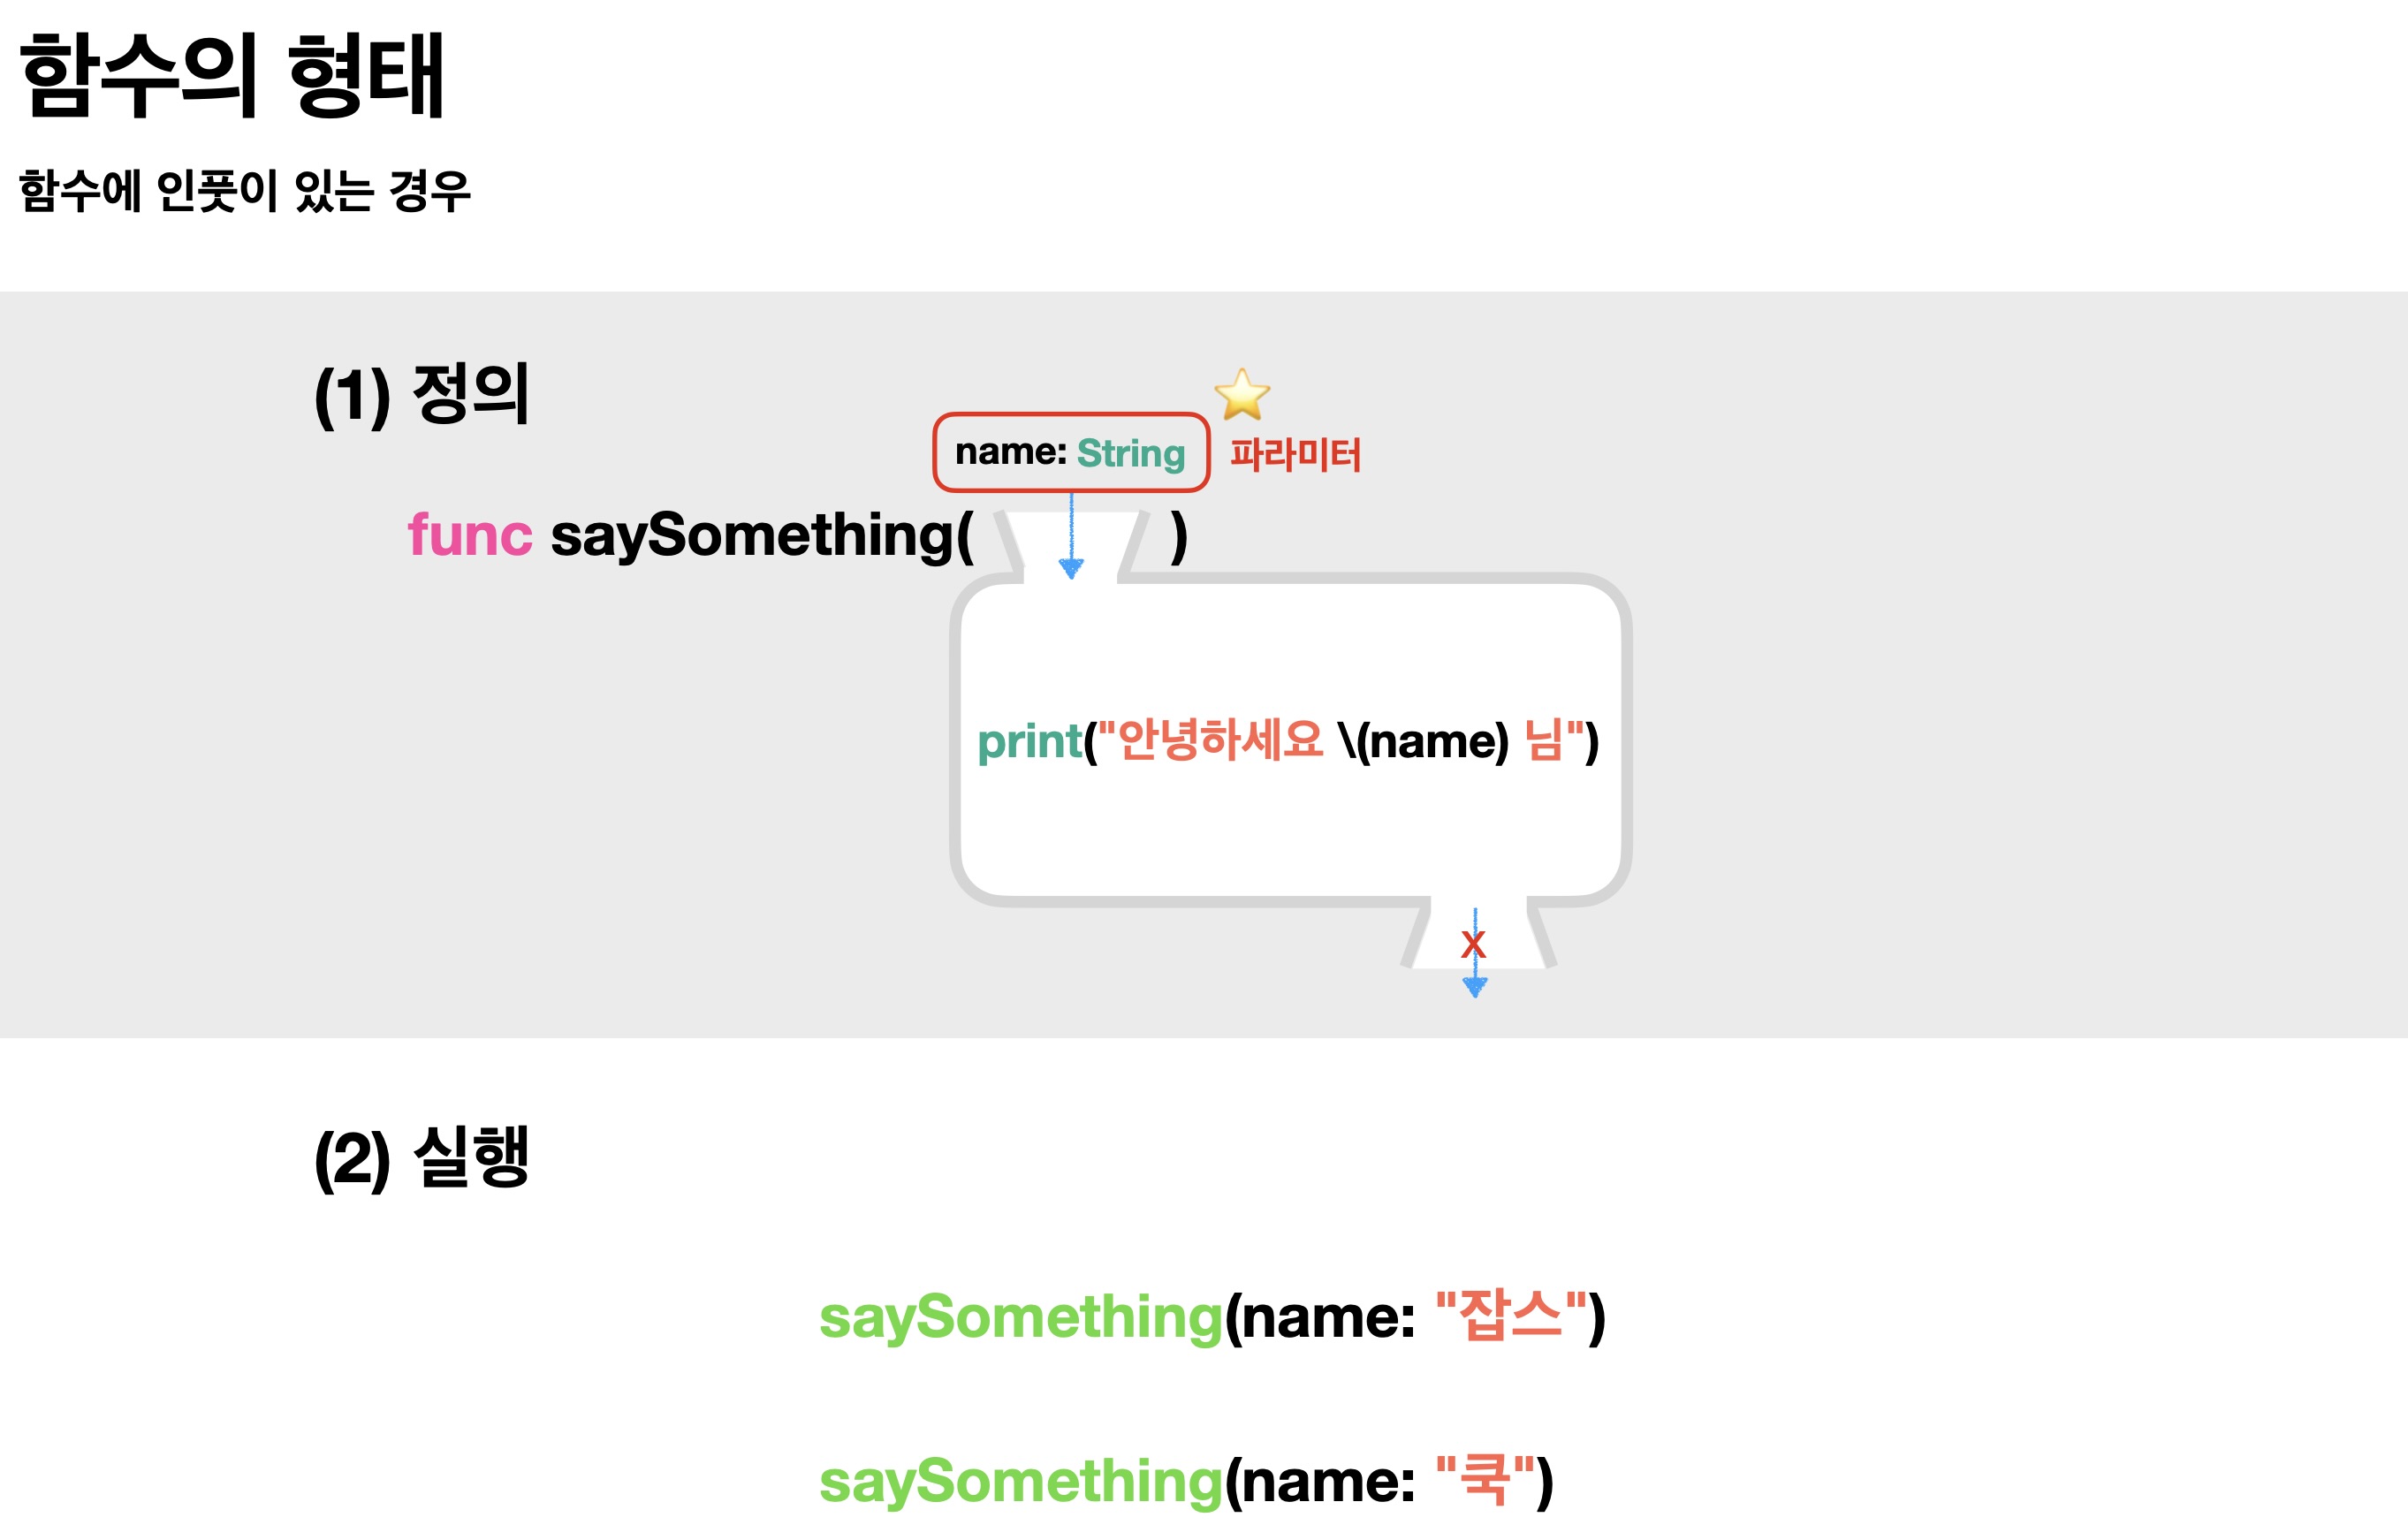 함수의 형태
함수에 인풋이 있는 경우
(1) 정의
name: String 파라미터
func saySomething( )
print("안녕하세요 \(name) 님")
x
(2) 실행
saySomething(name: "잡스")
saySomething(name: "쿡")